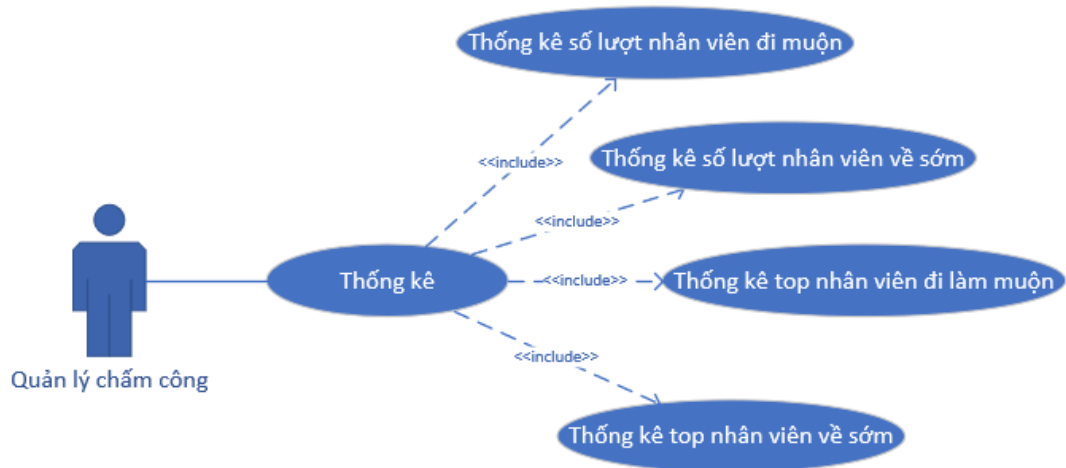 Thống kê số lượt nhân viên đi muộn
<<include>>
Thống kê số lượt nhân viên về sớm
<<include>>
Thống kê
<<include>>
Thống kê top nhân viên đi làm muộn
<<include>>
Quản lý chấm công
Thống kê top nhân viên về sớm